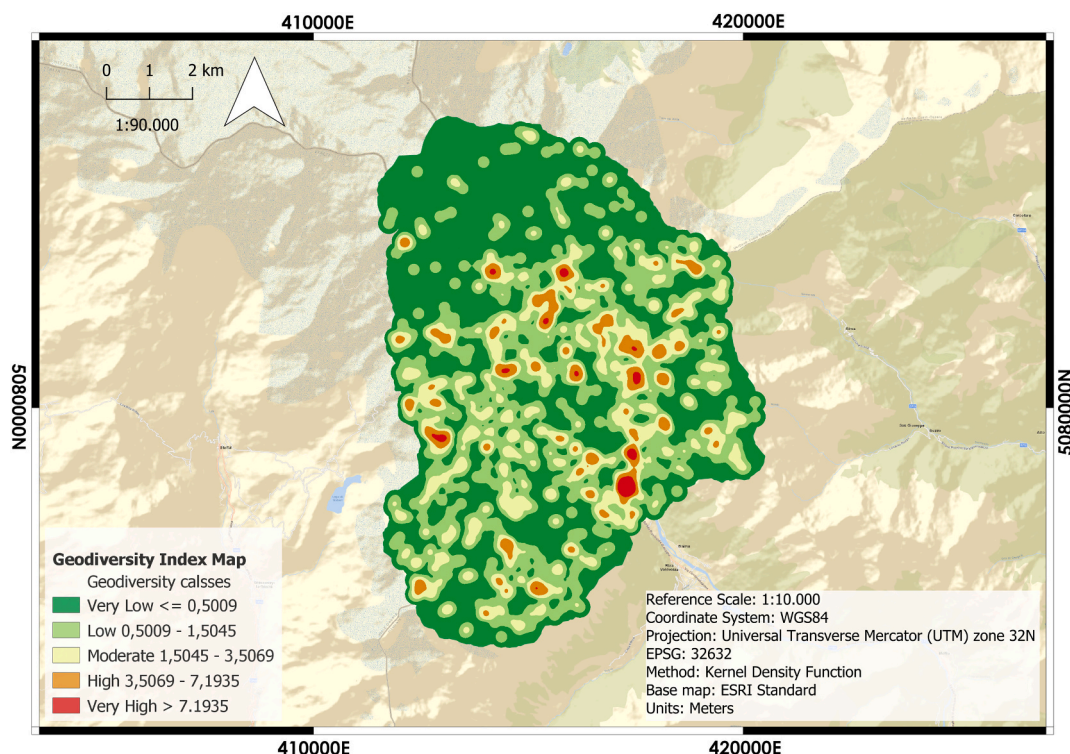 410000E 420000E
0 1 2 km
1:90.000
5080000N 5080000N
Geodiversity Index Map
Geodiversity calsses
Very Low <= 0,5009
Low 0,5009 - 1,5045
Moderate 1,5045 - 3,5069
High 3,5069 - 7,1935
Very High > 7.1935
Reference Scale: 1:10.000
Coordinate System: WGS84
Projection: Universal Transverse Mercator (UTM) zone 32N
EPSG: 32632
Method: Kernel Density Function
Base map: ESRI Standard
Units: Meters
410000E 420000E